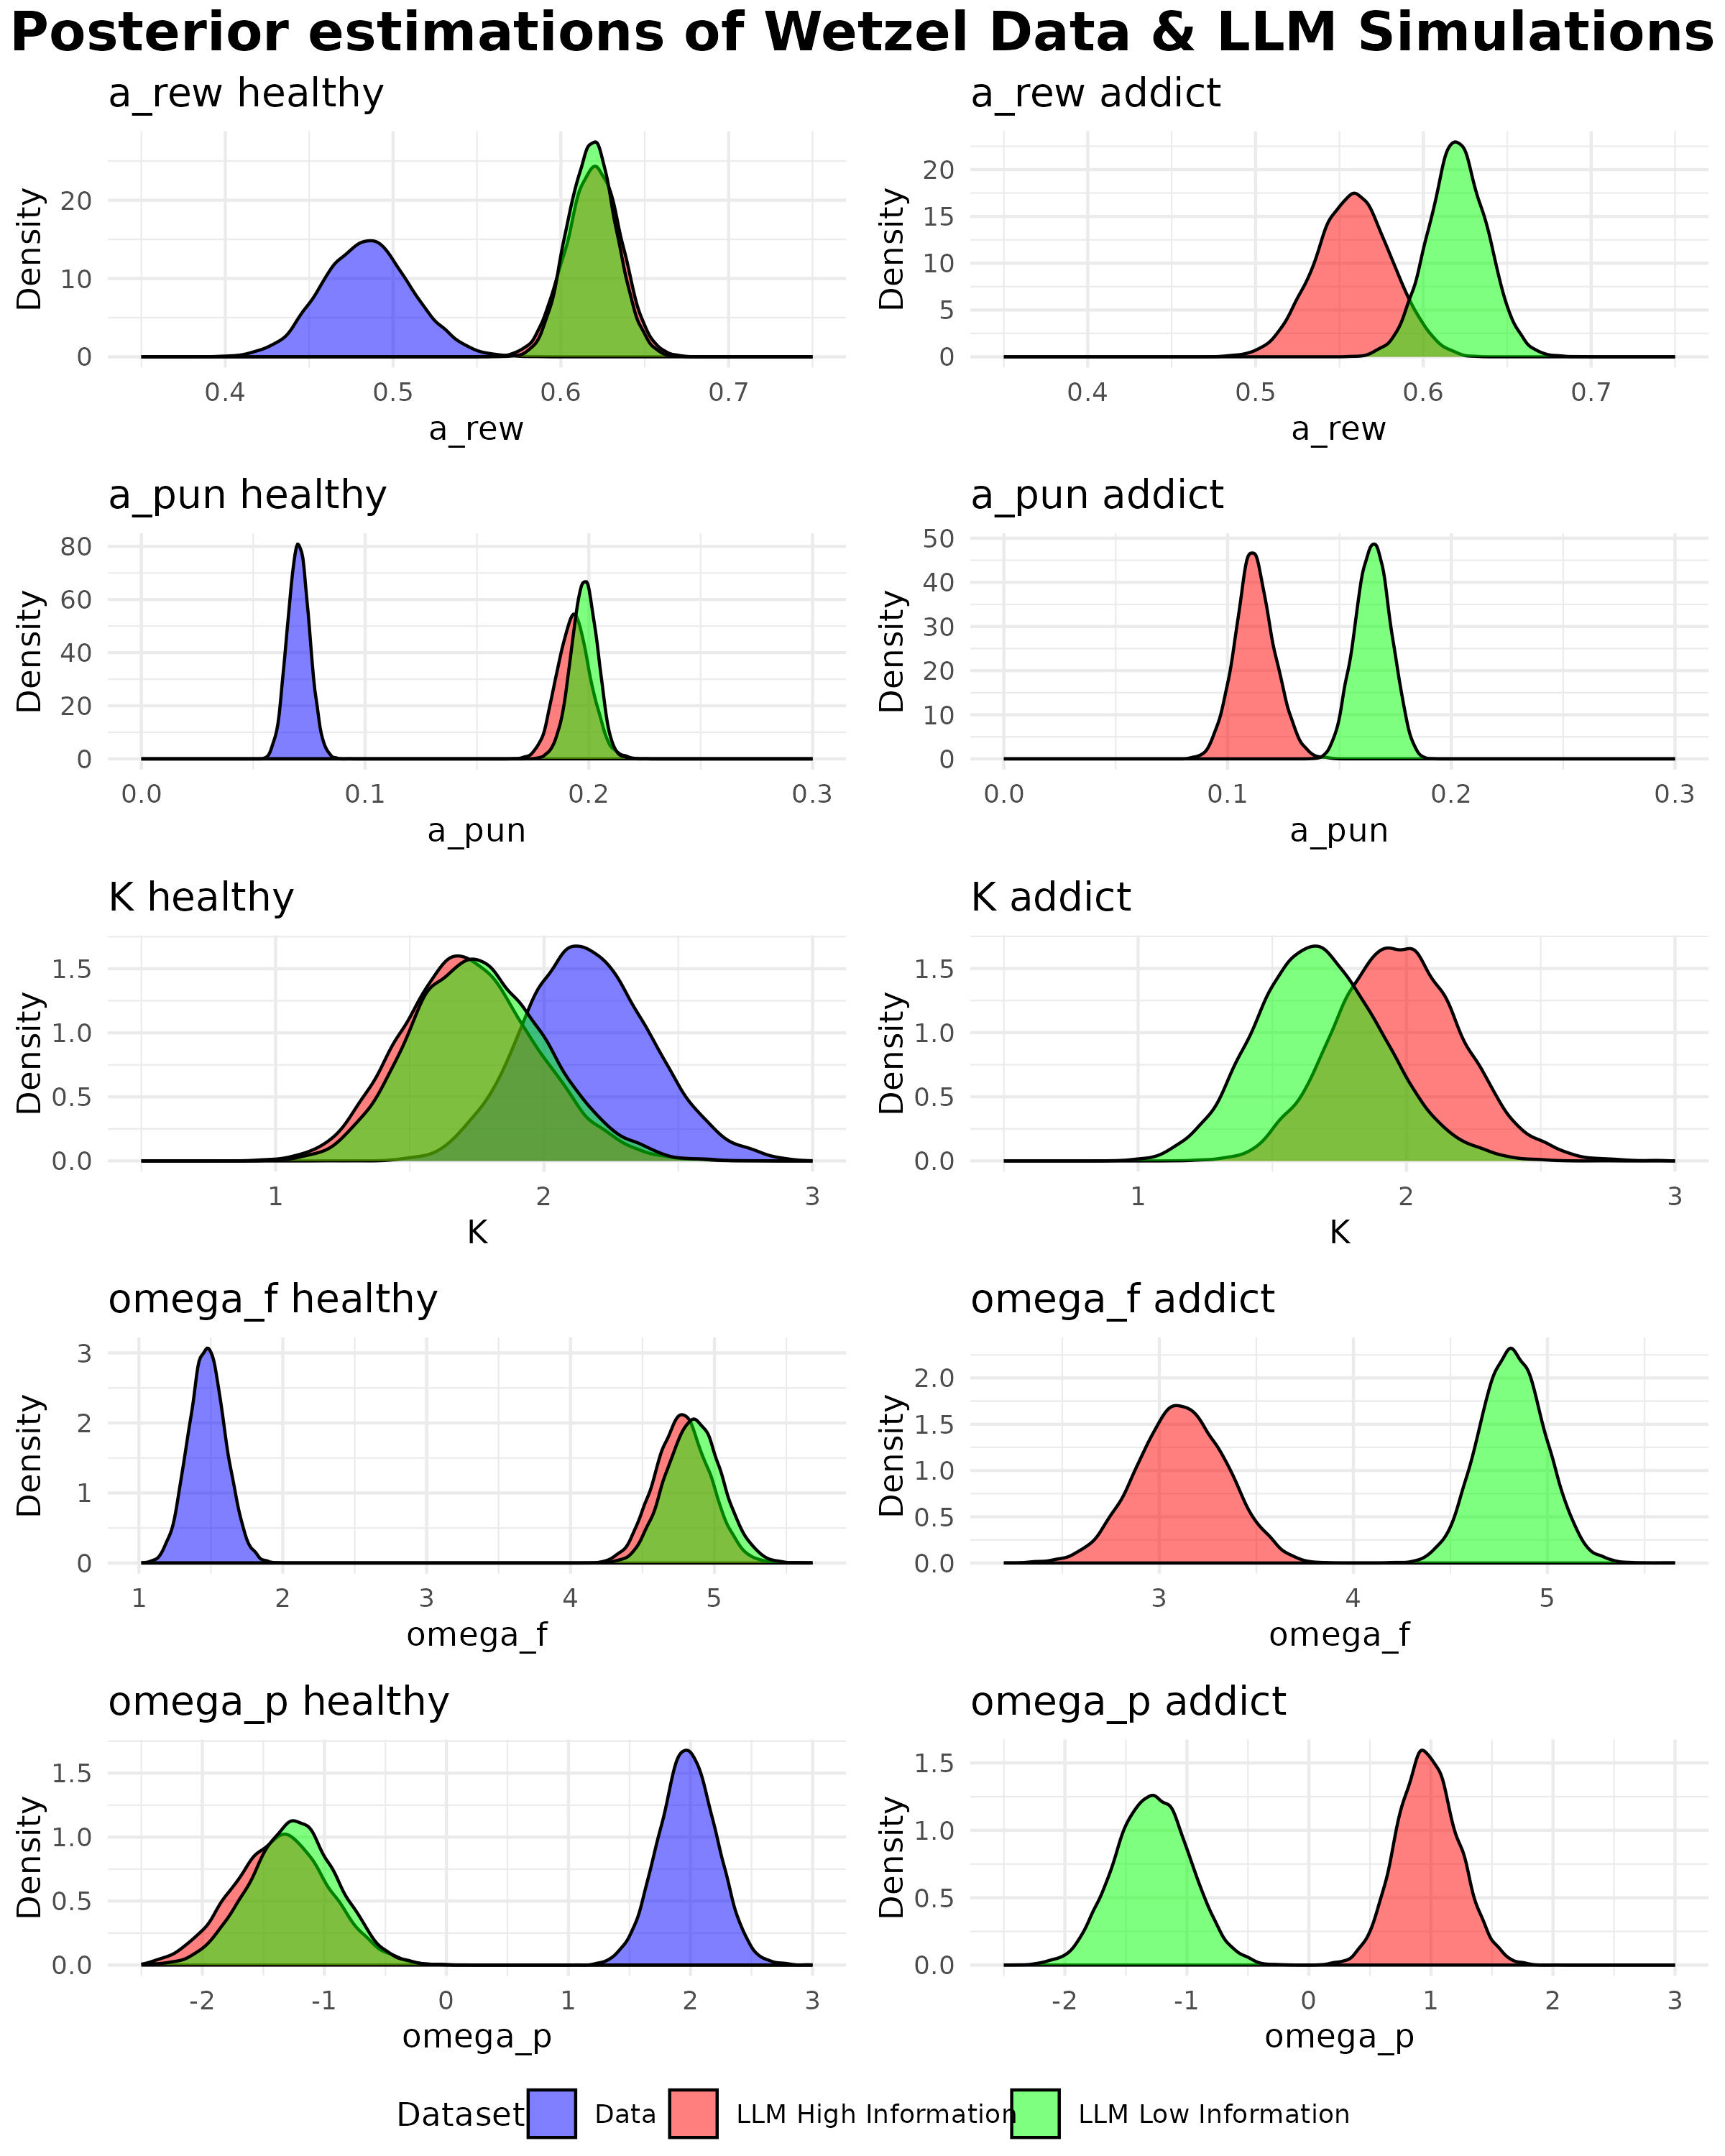 Posterior estimations of Wetzel Data & LLM Simulations
a_rew healthy
Density
20
10
0
0.4 0.5 0.6 0.7
a_rew
a_rew addict
Density
20
15
10
5
0
0.4 0.5 0.6 0.7
a_rew
a_pun healthy
Density
80
60
40
20
0
0.0 0.1 0.2 0.3
a_pun
a_pun addict
Density
50
40
30
20
10
0
0.0 0.1 0.2 0.3
a_pun
K healthy
Density
1.5
1.0
0.5
0.0
1 2 3
K
K addict
Density
1.5
1.0
0.5
0.0
1 2 3
K
omega_f healthy
Density
3
2
1
0
1 2 3 4 5
omega_f
omega_f addict
Density
2.0
1.5
1.0
0.5
0.0
3 4 5
omega_f
omega_p healthy
Density
1.5
1.0
0.5
0.0
-2 -1 0 1 2 3
omega_p
omega_p addict
Density
1.5
1.0
0.5
0.0
-2 -1 0 1 2 3
omega_p
Dataset Data LLM High Information LLM Low Information